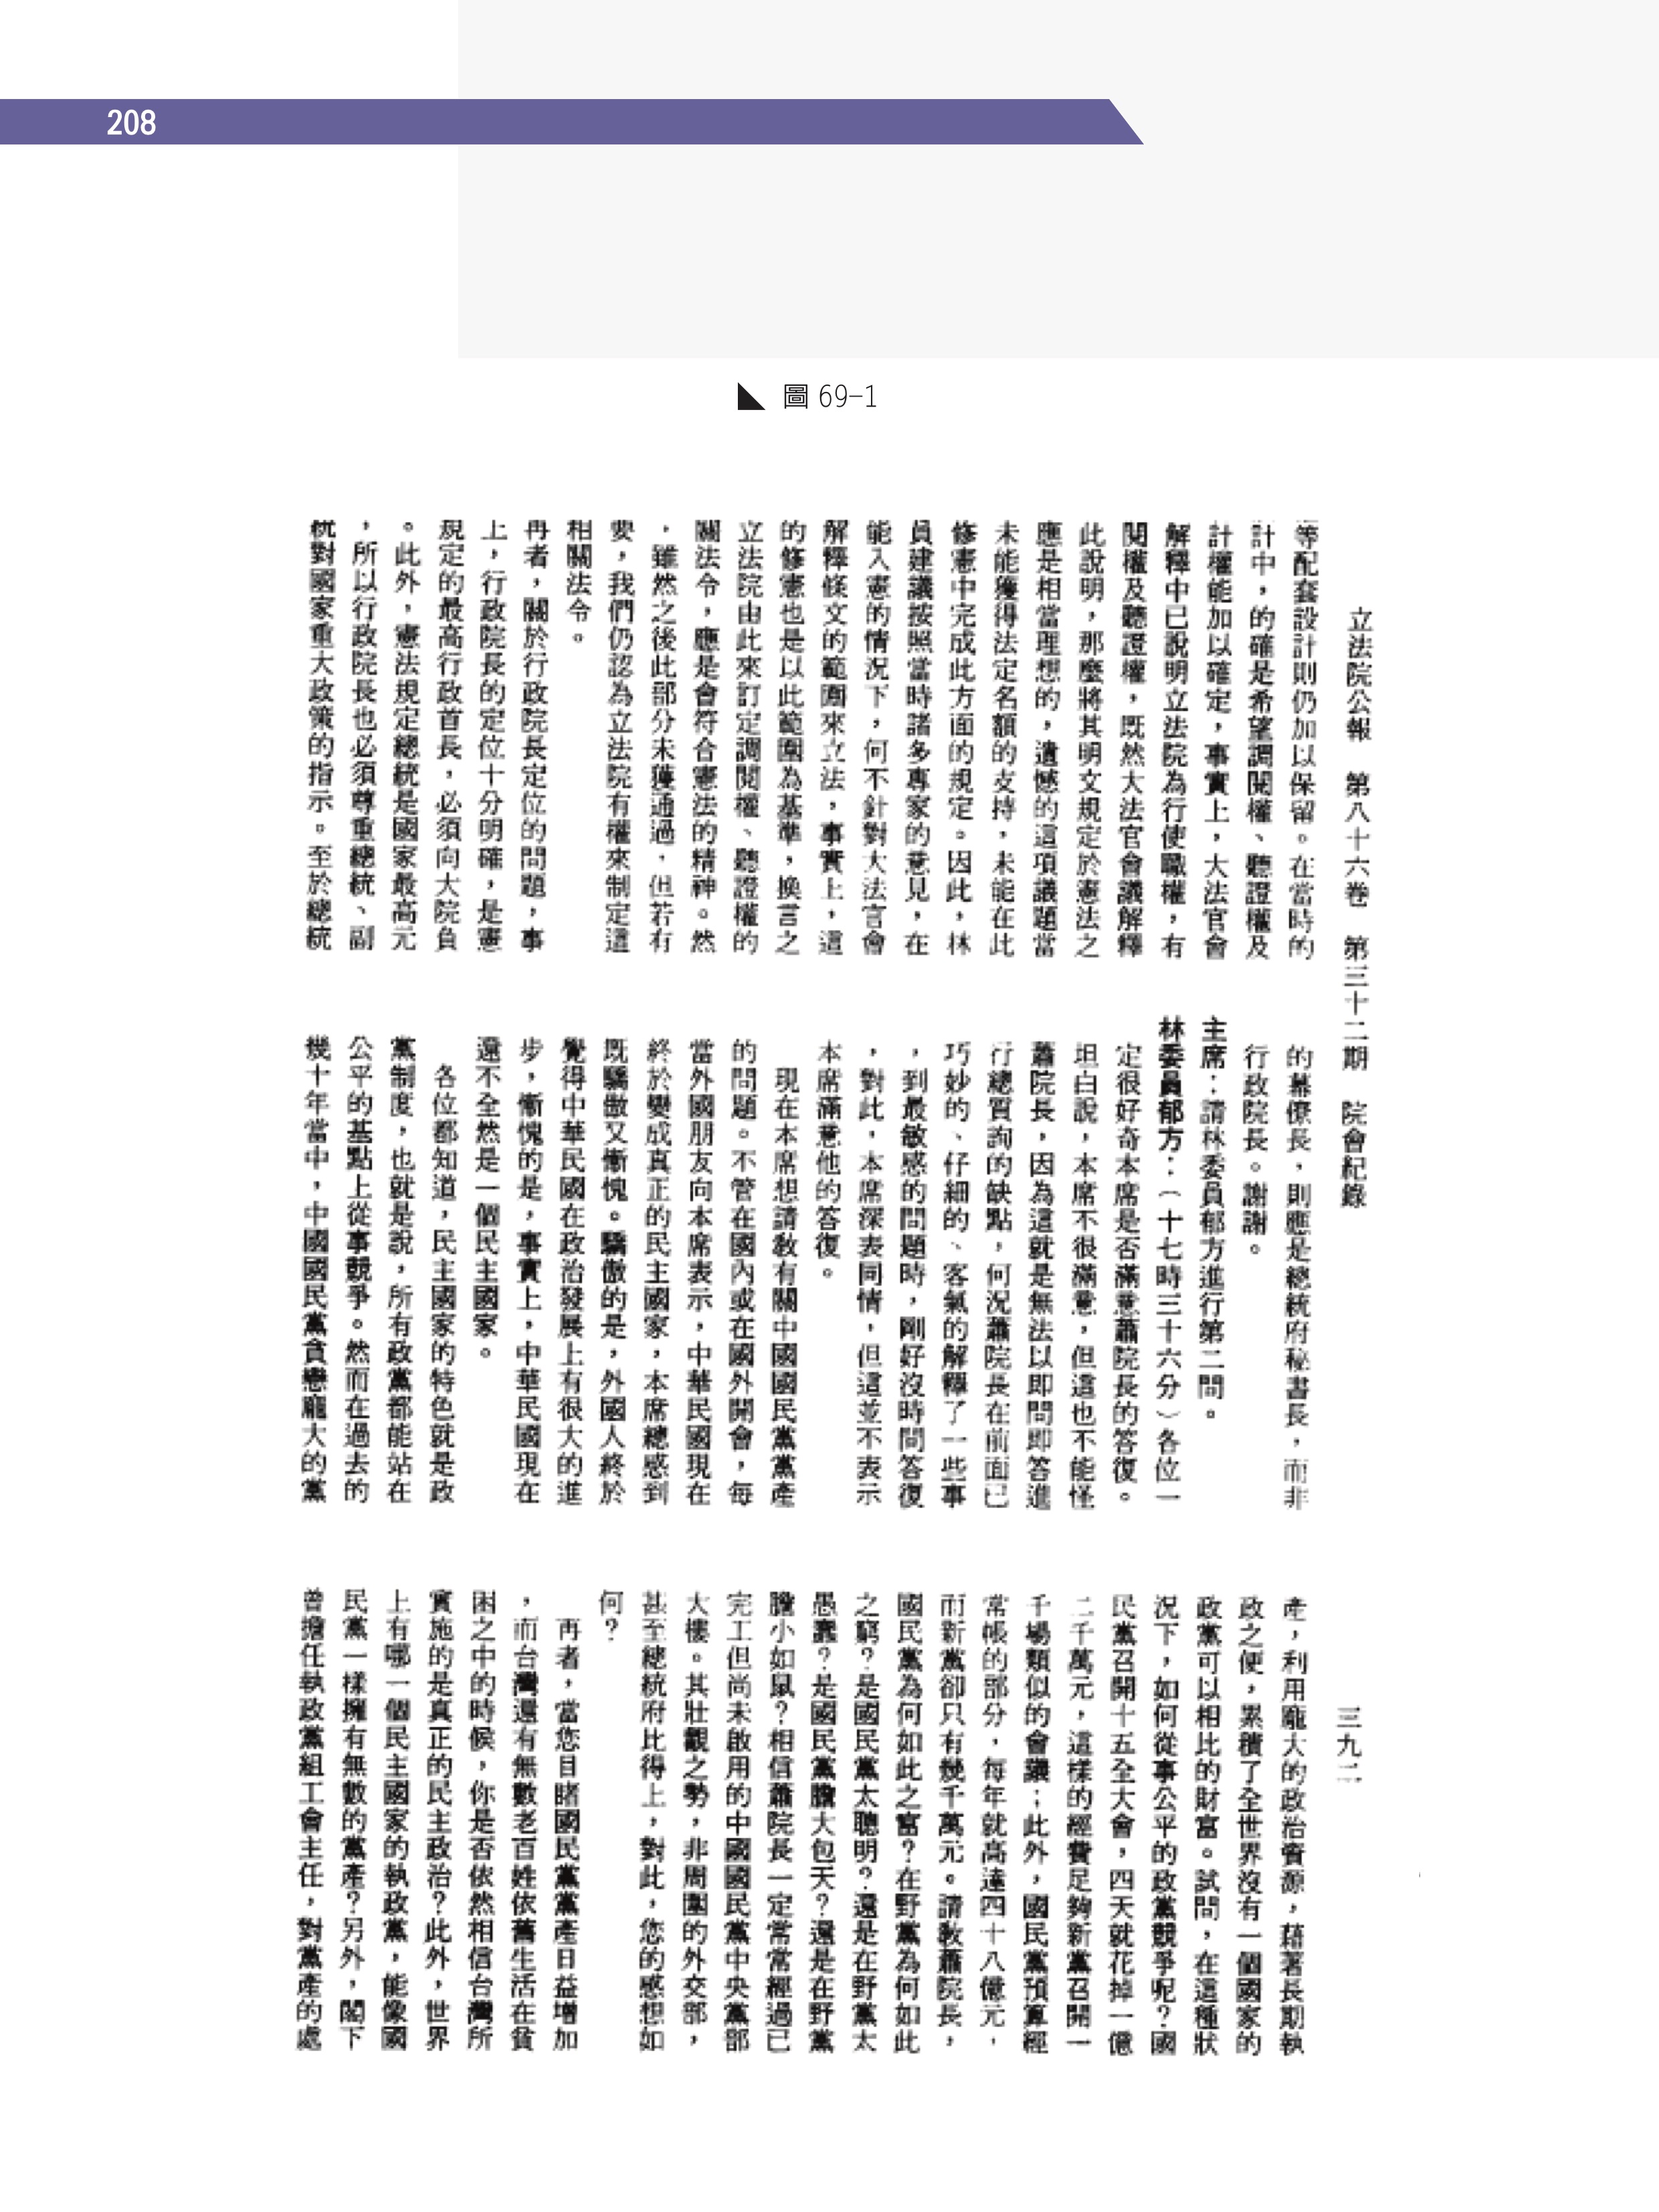 208
圖 69-1
立法院公報　第八十六卷　第三十二期　院會紀錄
三九二
等配套設計則仍加以保留。在當時的
計中，的確是希望調閱權、聽證權及
計權能加以確定，事實上，大法官會
解釋中已說明立法院為行使職權，有
閱權及聽證權，既然大法官會議解釋
此說明，那麼將其明文規定於憲法之
應是相當理想的，遺憾的這項議題當
未能獲得法定名額的支持，未能在此
修憲中完成此方面的規定。因此，林
員建議按照當時諸多專家的意見，在
能入憲的情況下，何不針對大法官會
解釋條文的範圍來立法，事實上，這
的修憲也是以此範圍為基準，換言之
立法院由此來訂定調閱權、聽證權的
關法令，應是會符合憲法的精神。然
，雖然之後此部分未獲通過，但若有
要，我們仍認為立法院有權來制定這
相關法令。
再者，關於行政院長定位的問題，事
上，行政院長的定位十分明確，是憲
規定的最高行政首長，必須向大院負
。此外，憲法規定總統是國家最高元
，所以行政院長也必須尊重總統、副
統對國家重大政策的指示。至於總統
的幕僚長，則應是總統府秘書長，而非
行政院長。謝謝。
主席：請林委員郁方進行第二問。
林委員郁方：（十七時三十六分）各位一
定很好奇本席是否滿意蕭院長的答復。
坦白說，本席不很滿意，但這也不能怪
蕭院長，因為這就是無法以即問即答進
行總質詢的缺點，何況蕭院長在前面已
巧妙的、仔細的、客氣的解釋了一些事
，到最敏感的問題時，剛好沒時間答復
，對此，本席深表同情，但這並不表示
本席滿意他的答復。
現在本席想請教有關中國國民黨黨產
的問題。不管在國內或在國外開會，每
當外國朋友向本席表示，中華民國現在
終於變成真正的民主國家，本席總感到
既驕傲又慚愧。驕傲的是，外國人終於
覺得中華民國在政治發展上有很大的進
步，慚愧的是，事實上，中華民國現在
還不全然是一個民主國家。
各位都知道，民主國家的特色就是政
黨制度，也就是說，所有政黨都能站在
公平的基點上從事競爭。然而在過去的
幾十年當中，中國國民黨貪戀龐大的黨
產，利用龐大的政治資源，藉著長期執
政之便，累積了全世界沒有一個國家的
政黨可以相比的財富。試問，在這種狀
況下，如何從事公平的政黨競爭呢？國
民黨召開十五全大會，四天就花掉一億
二千萬元，這樣的經費足夠新黨召開一
千場類似的會議；此外，國民黨預算經
常帳的部分，每年就高達四十八億元，
而新黨卻只有幾千萬元。請教蕭院長，
國民黨為何如此之富？在野黨為何如此
之窮？是國民黨太聰明？還是在野黨太
愚蠢？是國民黨膽大包天？還是在野黨
膽小如鼠？相信蕭院長一定常常經過已
完工但尚未啟用的中國國民黨中央黨部
大樓。其壯觀之勢，非周圍的外交部，
甚至總統府比得上，對此，您的感想如
何？
再者，當您目睹國民黨黨產日益增加
，而台灣還有無數老百姓依舊生活在貧
困之中的時候，你是否依然相信台灣所
實施的是真正的民主政治？此外，世界
上有哪一個民主國家的執政黨，能像國
民黨一樣擁有無數的黨產？另外，閣下
曾擔任執政黨組工會主任，對黨產的處